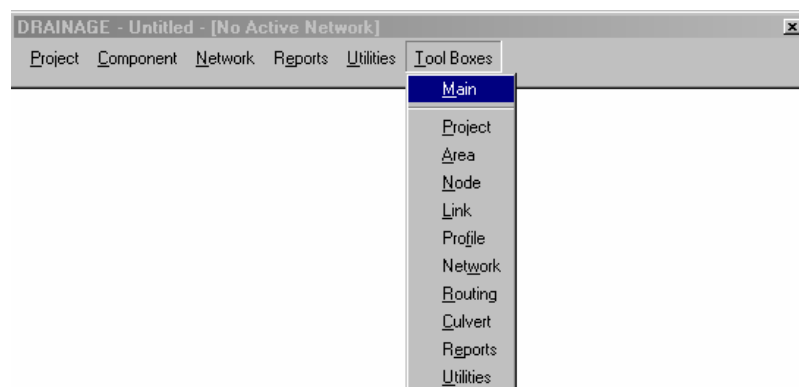 DRAINAGE - Untitled - [No Active Network]
Project Component Network Reports Utilities Tool Boxes
Main
Project
Area
Node
Link
Profile
Network
Routing
Culvert
Reports
Utilities